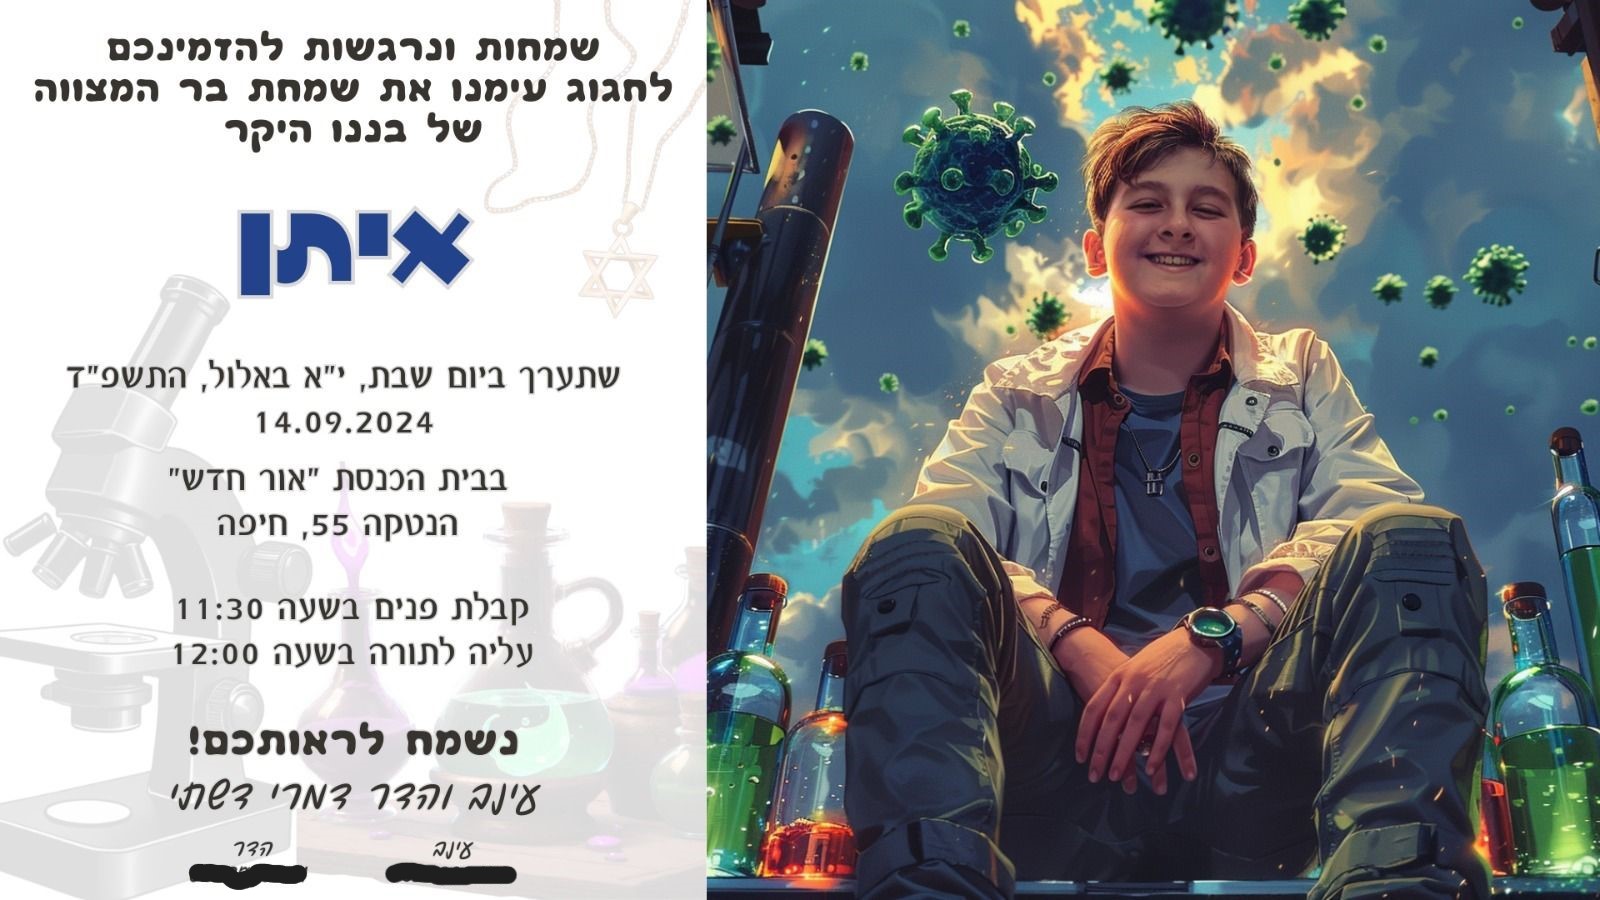 שמחות ונרגשות להזמינכם
לחגוג עימנו את שמחת בר המצווה
של בננו היקר
איתן
שתערך ביום שבת, י"א באלול, התשפ"ד
14.09.2024
בבית הכנסת "אור חדש"
הנטקה 55, חיפה
קבלת פנים בשעה 11:30
עליה לתורה בשעה 12:00
נשמח לראותכם!
עינב והדר דמרי דשתי
עינב
הדר